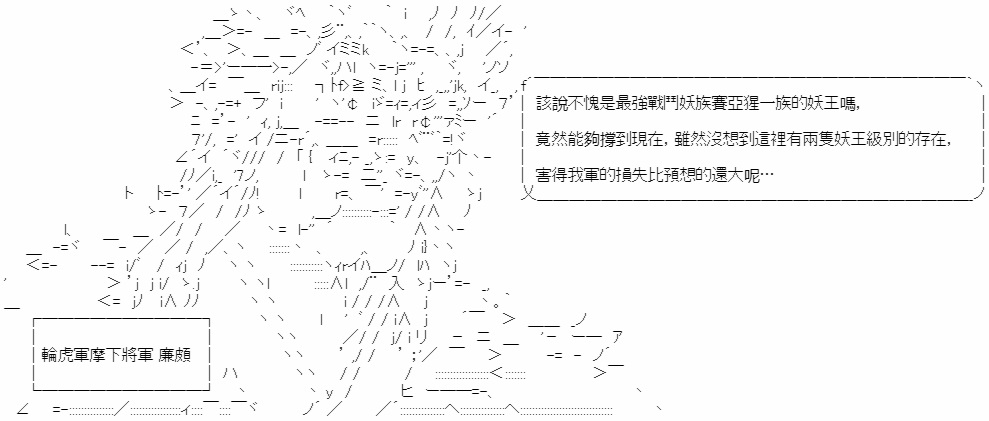 該說不愧是最強戰鬥妖族賽亞猩一族的妖王嗎,
竟然能夠撐到現在, 雖然沒想到這裡有兩隻妖王級別的存在,
害得我軍的損失比預想的還大呢…
輪虎軍摩下將軍 廉頗